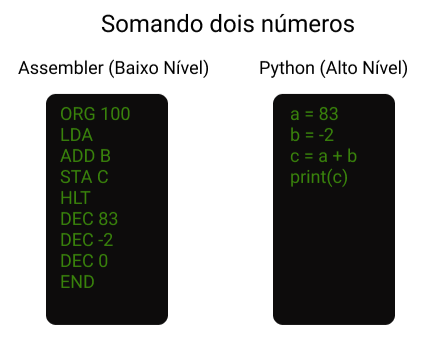 Somando dois números
Assembler (Baixo Nível)
ORG 100
LDA
ADD B
STA C
HLT
DEC 83
DEC -2
DEC 0
END
Python (Alto Nível)
a = 83
b = -2
c = a + b
print(c)